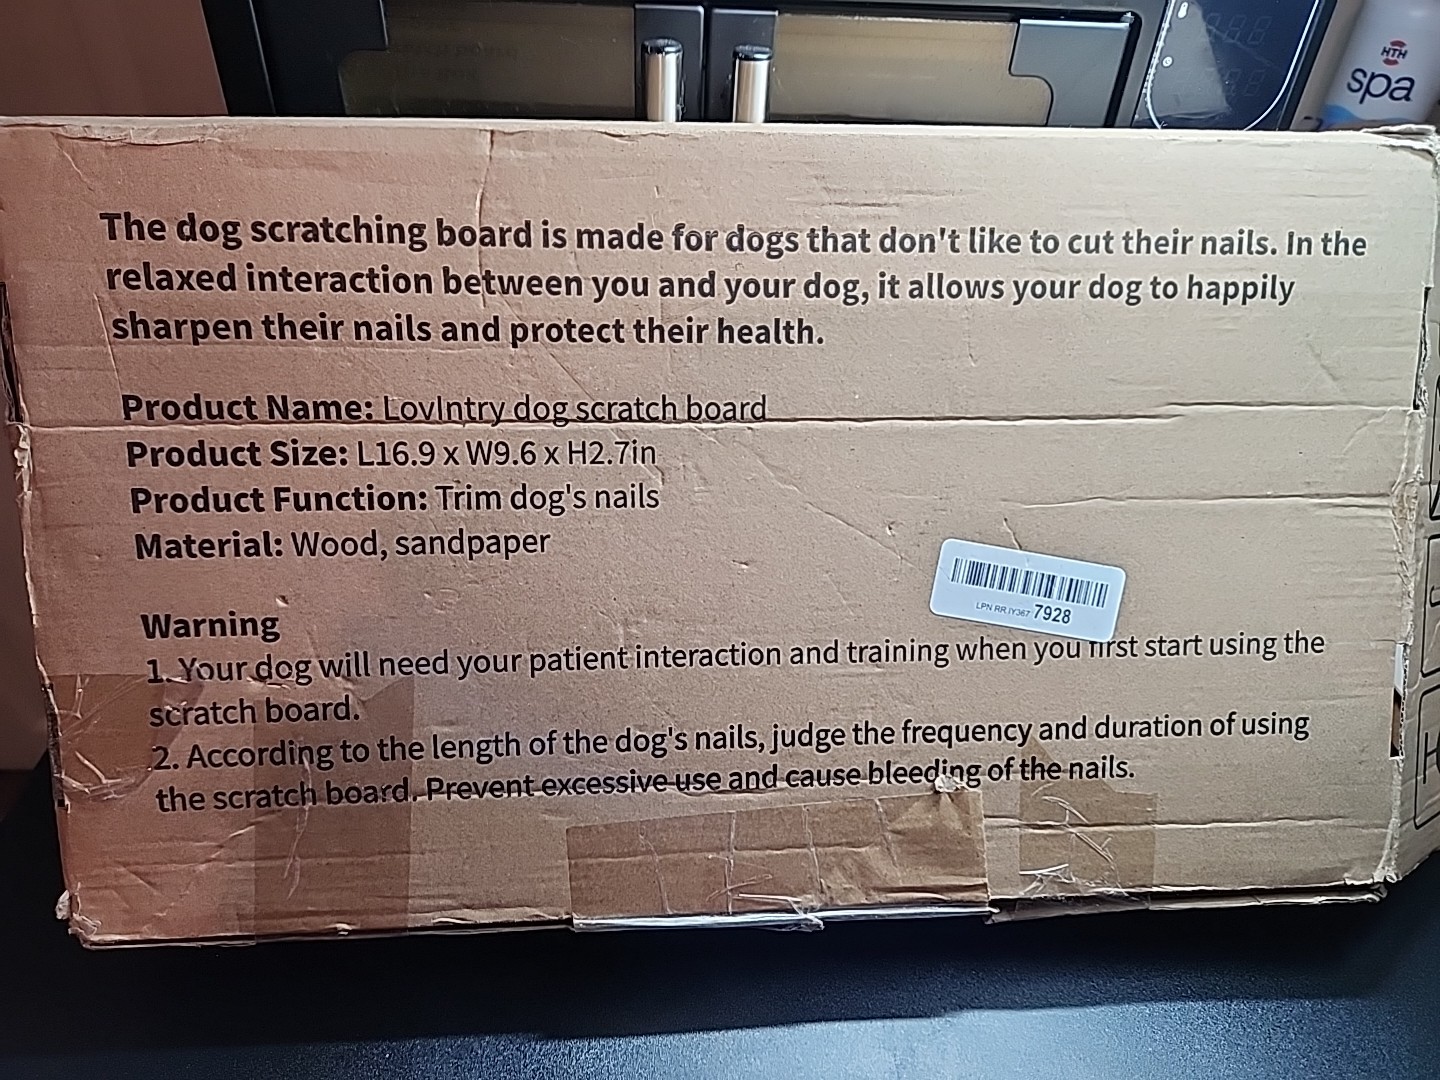 HTH
spa
The dog scratching board is made for dogs that don't like to cut their nails. In the
relaxed interaction between you and your dog, it allows your dog to happily
sharpen their nails and protect their health.
Product Name: LovIntry dog scratch board
Product Size: L16.9 x W9.6 x H2.7in
Product Function: Trim dog's nails
Material: Wood, sandpaper
LPN RR IY367 7928
Warning
1. Your dog will need your patient interaction and training when you first start using the
scratch board.
2. According to the length of the dog's nails, judge the frequency and duration of using
the scratch board. Prevent excessive use and cause bleeding of the nails.